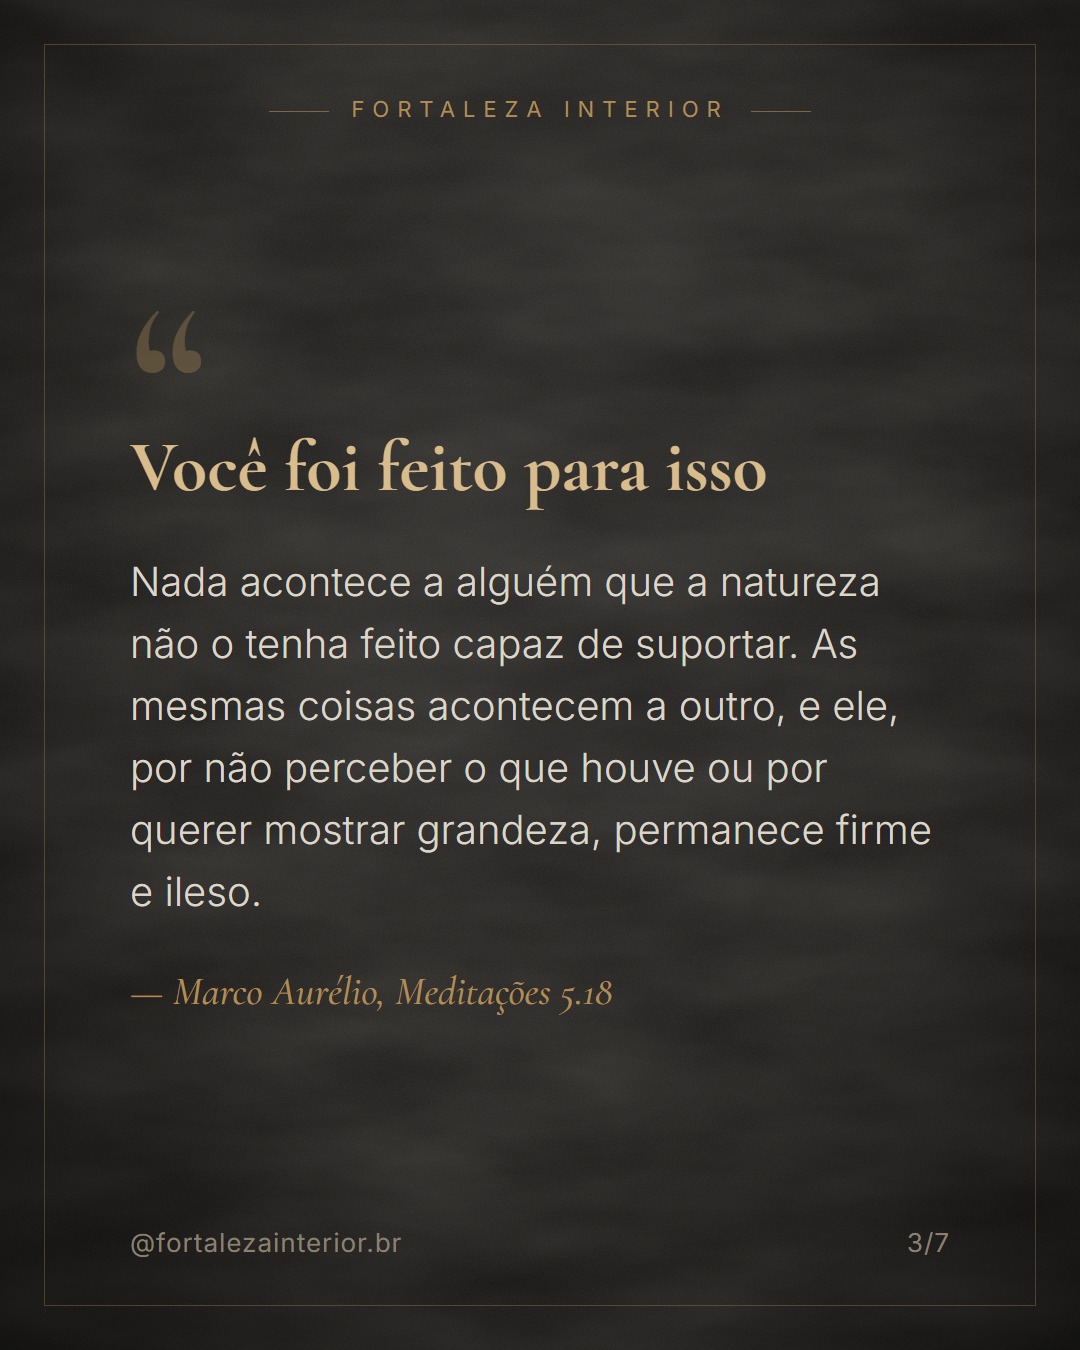 FORTALEZA INTERIOR
“
Você foi feito para isso
Nada acontece a alguém que a natureza
não o tenha feito capaz de suportar. As
mesmas coisas acontecem a outro, e ele,
por não perceber o que houve ou por
querer mostrar grandeza, permanece firme
e ileso.
— Marco Aurélio, Meditações 5.18
@fortalezainterior.br
3/7